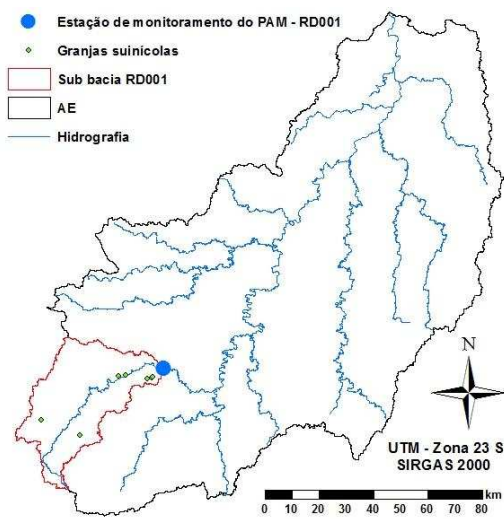 Estação de monitoramento do PAM - RD001
Granjas suinícolas
Sub bacia RD001
AE
Hidrografia
N
UTM - Zona 23 S
SIRGAS 2000
km
0 10 20 30 40 50 60 70 80